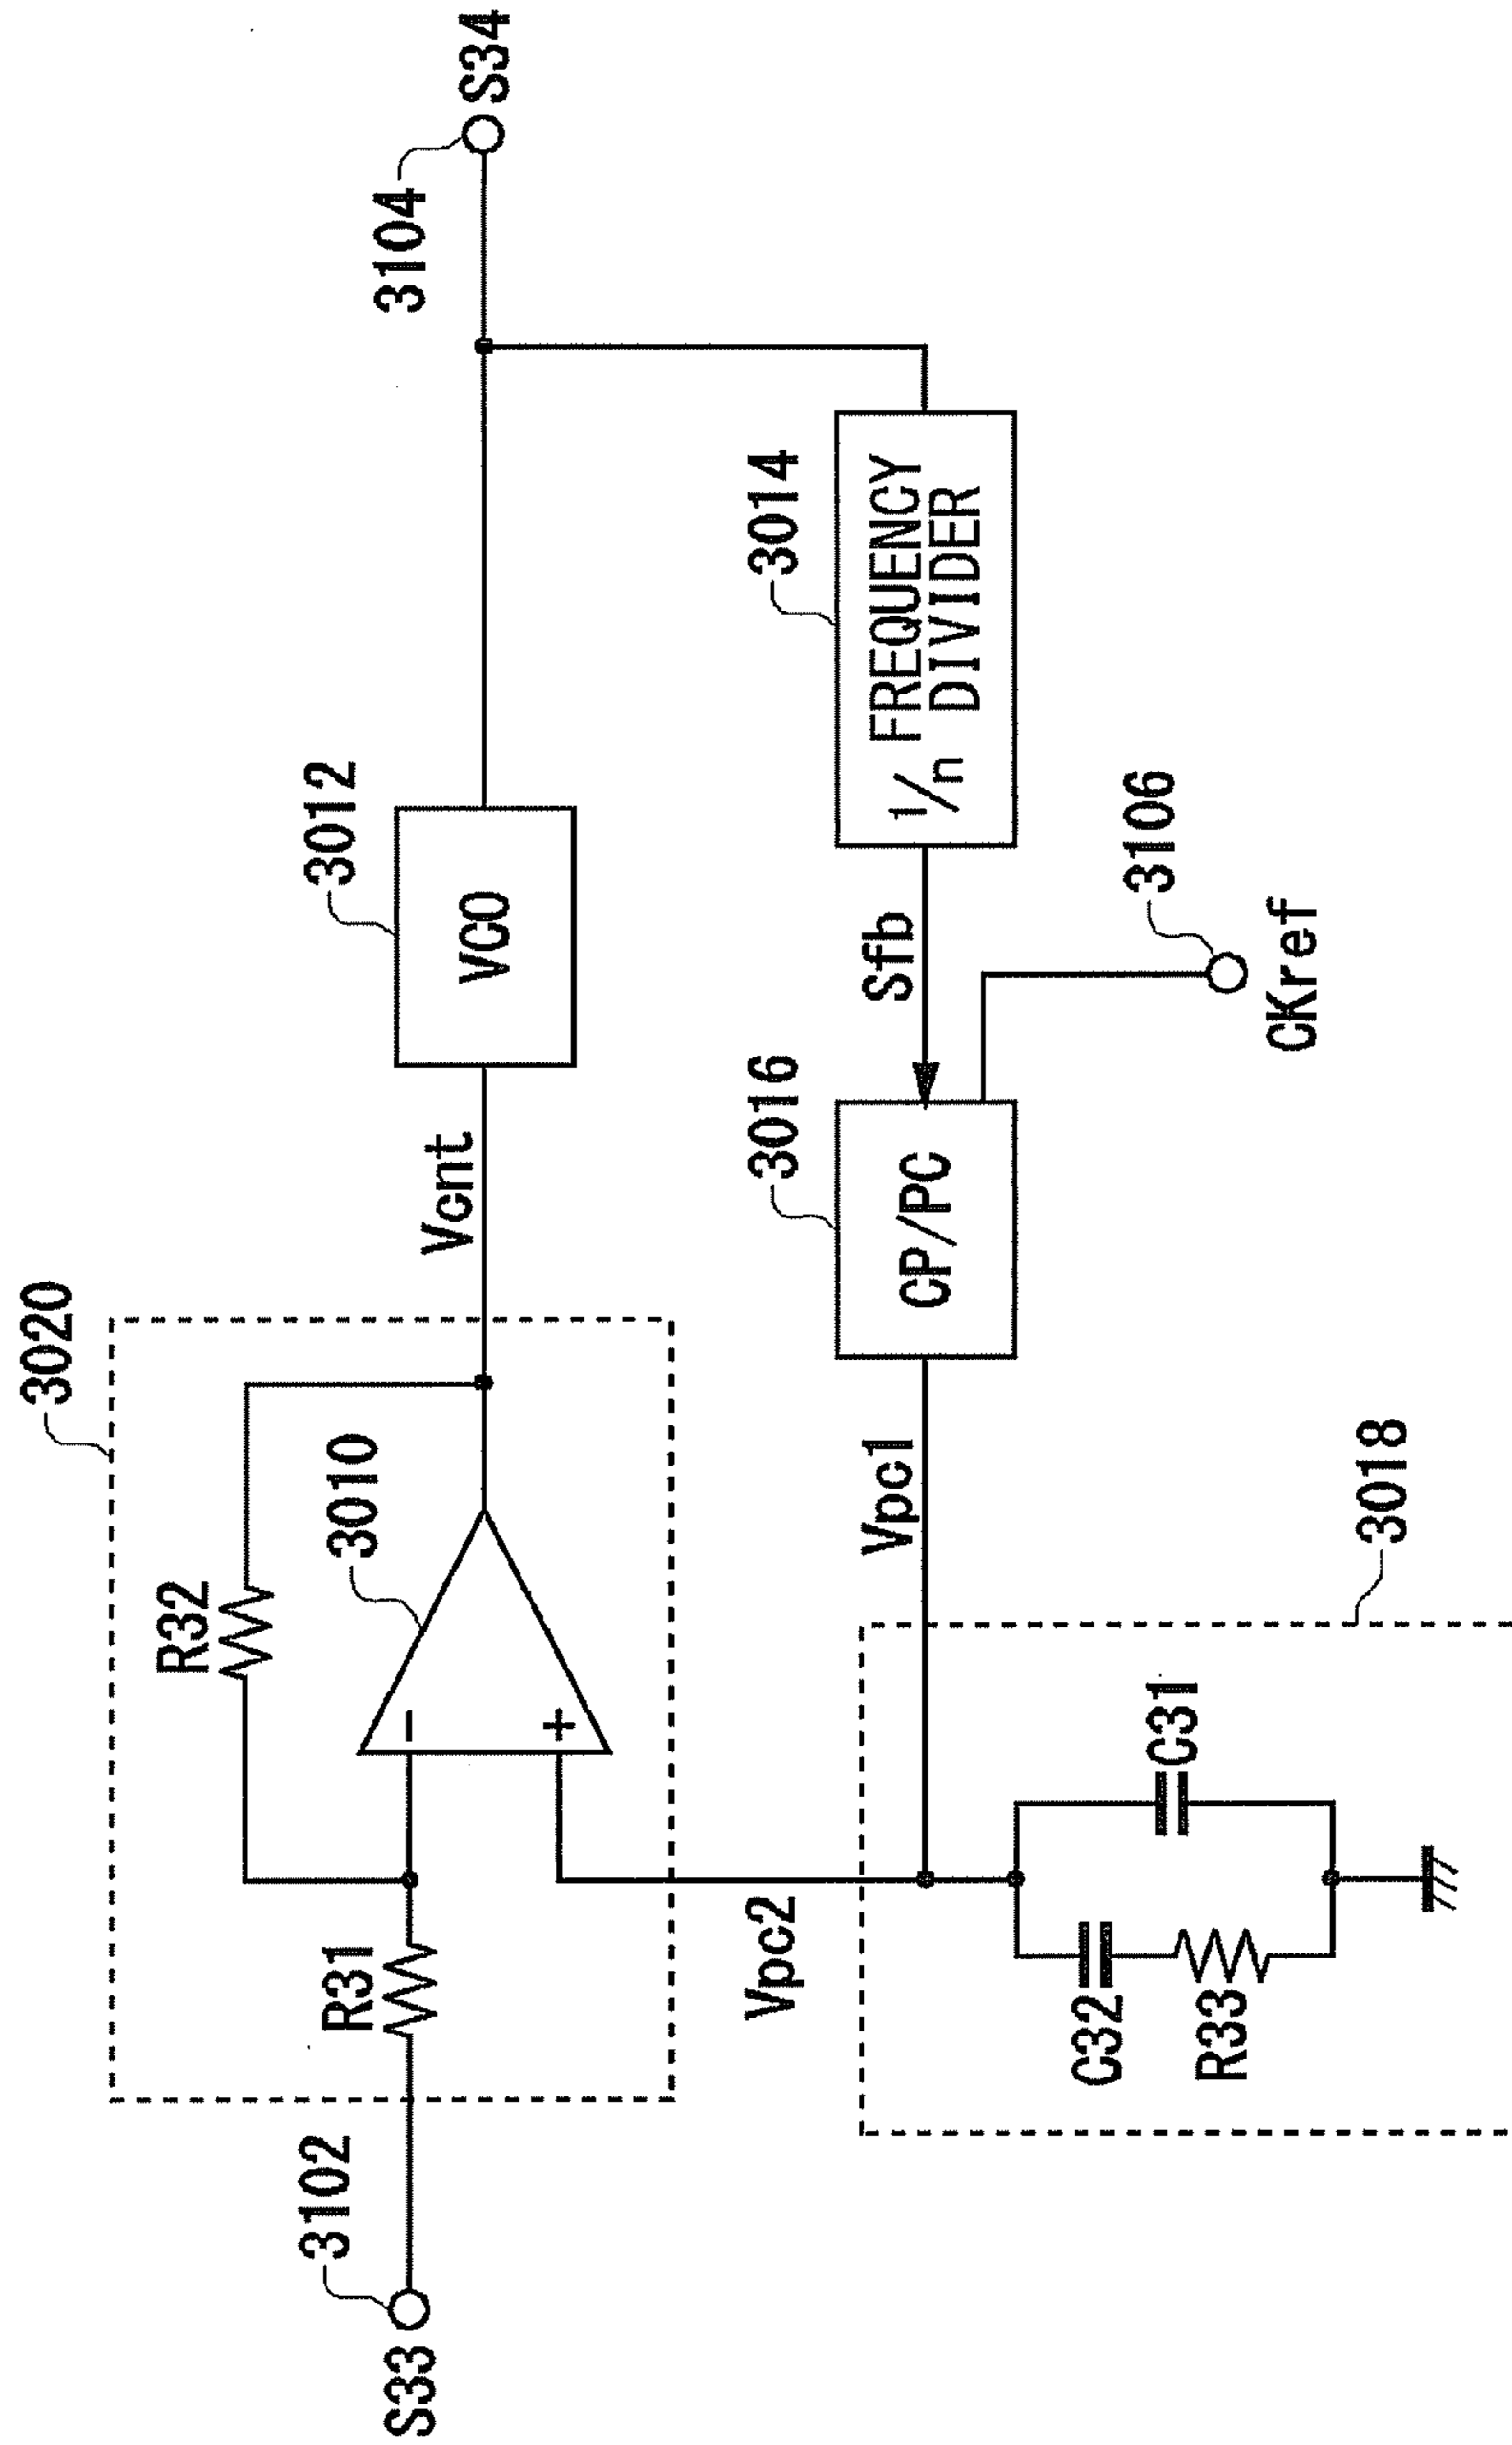 3020
R32
3010
R31
3102
S33
Vcnt
3012
VCO
3104
S34
Vpc2
Vpc1
3016
CP/PC
Sfb
3014
1/n FREQUENCY
DIVIDER
3106
CKref
C32
R33
C31
3018
−
+